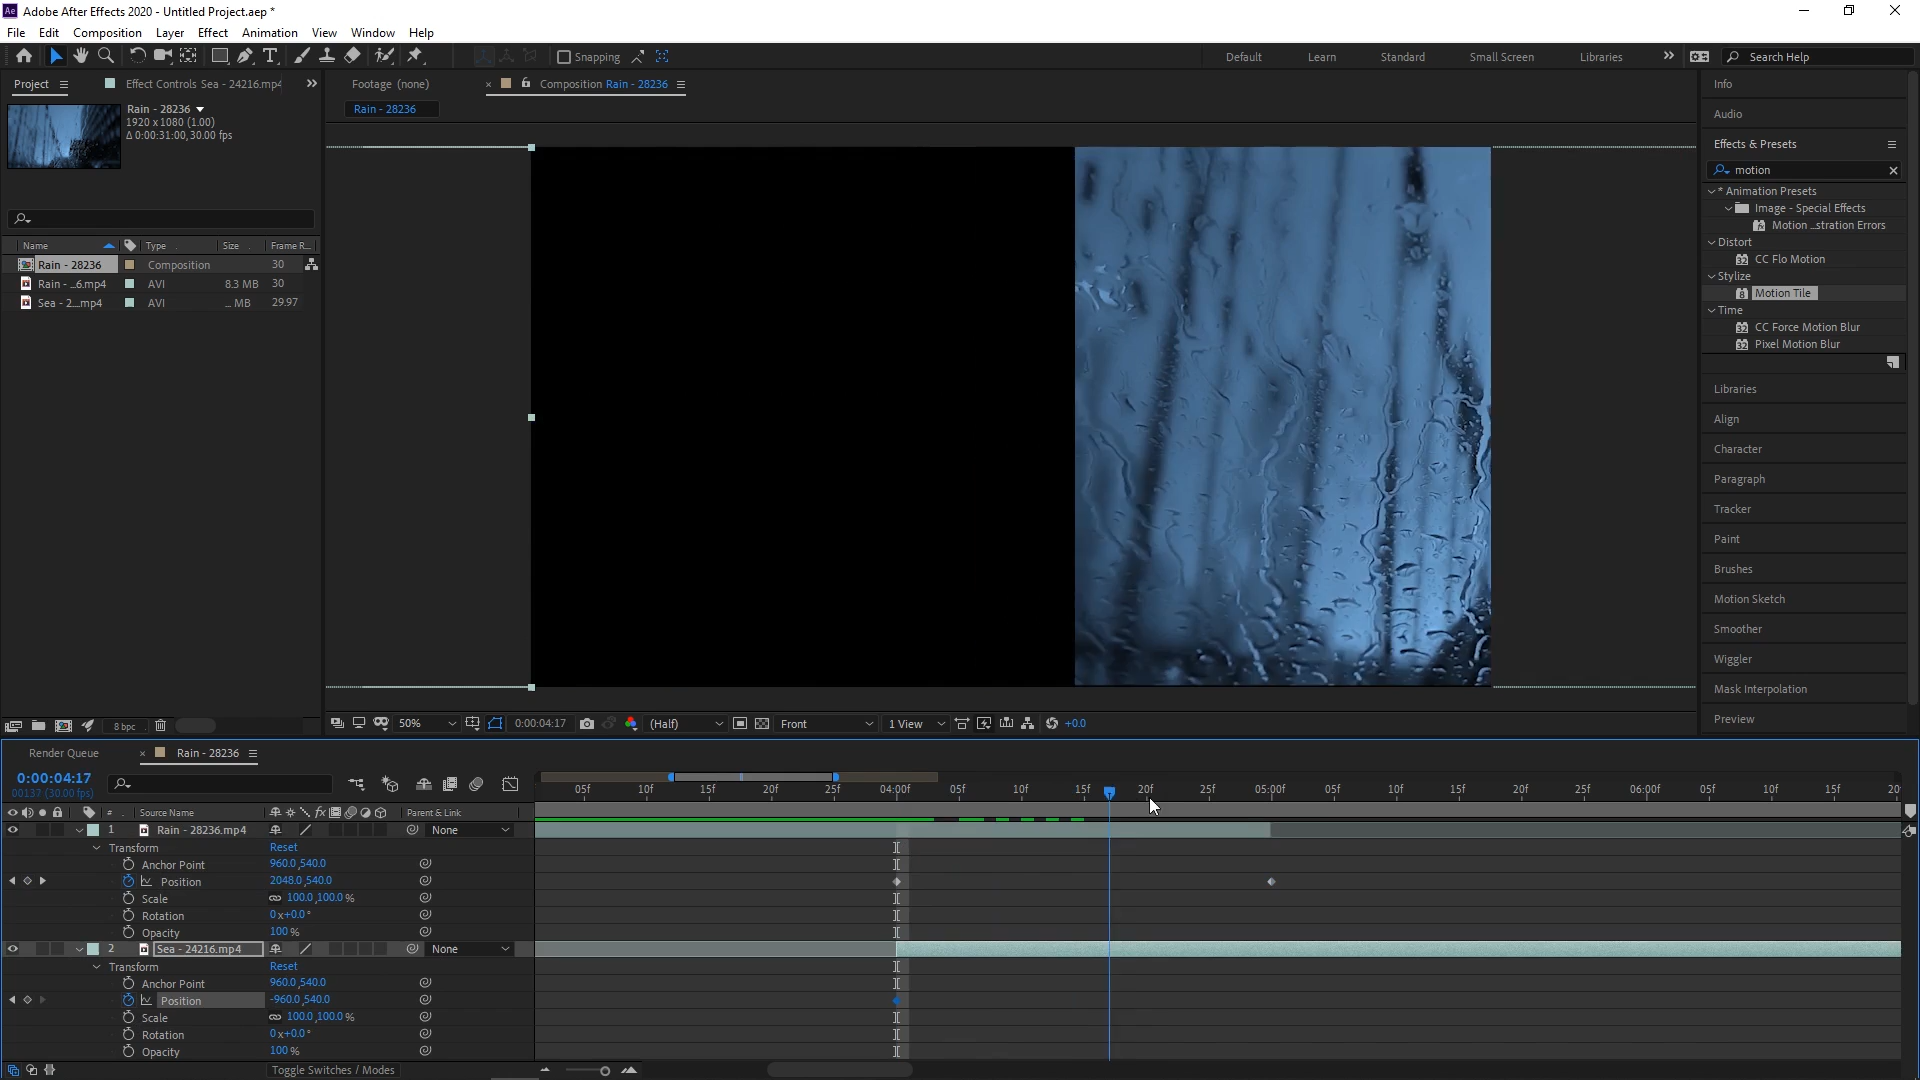 Ae Adobe After Effects 2020 - Untitled Project.aep *
File Edit Composition Layer Effect Animation View Window Help
Snapping Default Learn Standard Small Screen Libraries Search Help
Project Effect Controls Sea - 24216.mp4
Footage (none) Composition Rain - 28236
Rain - 28236
Rain - 28236
1920 x 1080 (1.00)
Δ 0:00:31:00, 30.00 fps
Name Type Size Frame R...
Rain - 28236 Composition 30
Rain - ...6.mp4 AVI 8.3 MB 30
Sea - 2....mp4 AVI ... MB 29.97
8 bpc
50% 0:00:04:17 (Half) Front 1 View +0.0
Info
Audio
Effects & Presets
motion
* Animation Presets
Image - Special Effects
Motion ...stration Errors
Distort
CC Flo Motion
Stylize
Motion Tile
Time
CC Force Motion Blur
Pixel Motion Blur
Libraries
Align
Character
Paragraph
Tracker
Paint
Brushes
Motion Sketch
Smoother
Wiggler
Mask Interpolation
Preview
Render Queue Rain - 28236
0:00:04:17
00137 (30.00 fps)
05f 10f 15f 20f 25f 04:00f 05f 10f 15f 20f 25f 05:00f 05f 10f 15f 20f 25f 06:00f 05f 10f 15f 20
# Source Name fx Parent & Link
1 Rain - 28236.mp4 None
Transform Reset
Anchor Point 960.0,540.0
Position 2048.0,540.0
Scale 100.0,100.0 %
Rotation 0x+0.0°
Opacity 100 %
2 Sea - 24216.mp4 None
Transform Reset
Anchor Point 960.0,540.0
Position -960.0,540.0
Scale 100.0,100.0 %
Rotation 0x+0.0°
Opacity 100 %
Toggle Switches / Modes